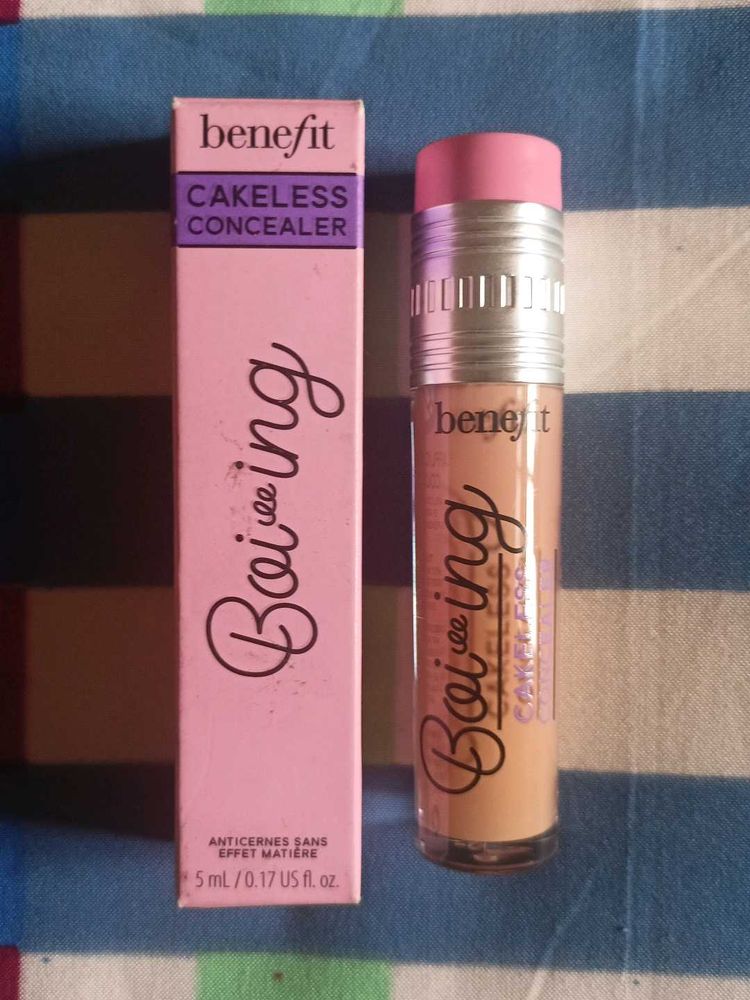 benefit
CAKELESS
CONCEALER
Boi-ing
ANTICERNES SANS
EFFET MATIÈRE
5 mL / 0.17 US fl. oz.
benefit
Boi-ing
CAKELESS
CONCEALER